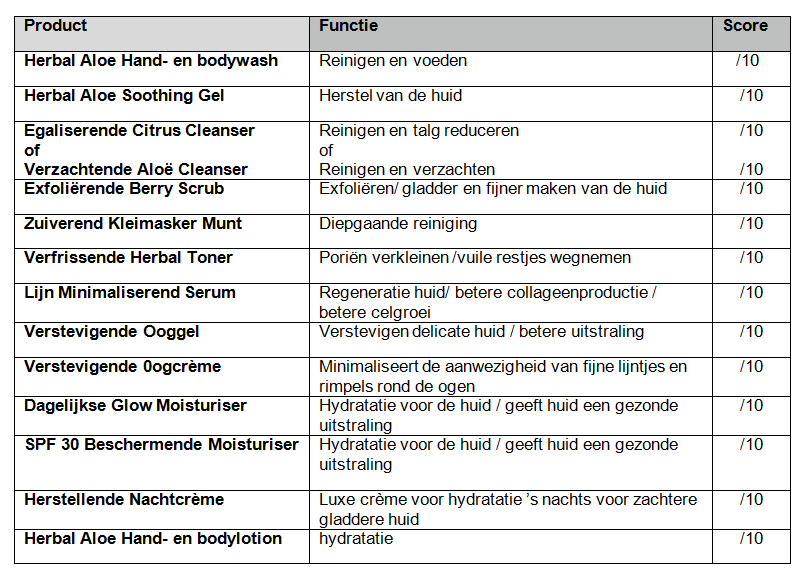 Product Functie Score
Herbal Aloe Hand- en bodywash Reinigen en voeden /10
Herbal Aloe Soothing Gel Herstel van de huid /10
Egaliserende Citrus Cleanser Reinigen en talg reduceren /10
of of
Verzachtende Aloë Cleanser Reinigen en verzachten /10
Exfoliërende Berry Scrub Exfoliëren/ gladder en fijner maken van de huid /10
Zuiverend Kleimasker Munt Diepgaande reiniging /10
Verfrissende Herbal Toner Poriën verkleinen /vuile restjes wegnemen /10
Lijn Minimaliserend Serum Regeneratie huid/ betere collageenproductie / /10
betere celgroei
Verstevigende Ooggel Verstevigen delicate huid / betere uitstraling /10
Verstevigende 0ogcrème Minimaliseert de aanwezigheid van fijne lijntjes en /10
rimpels rond de ogen
Dagelijkse Glow Moisturiser Hydratatie voor de huid / geeft huid een gezonde /10
uitstraling
SPF 30 Beschermende Moisturiser Hydratatie voor de huid / geeft huid een gezonde /10
uitstraling
Herstellende Nachtcrème Luxe crème voor hydratatie ’s nachts voor zachtere /10
gladdere huid
Herbal Aloe Hand- en bodylotion hydratatie /10